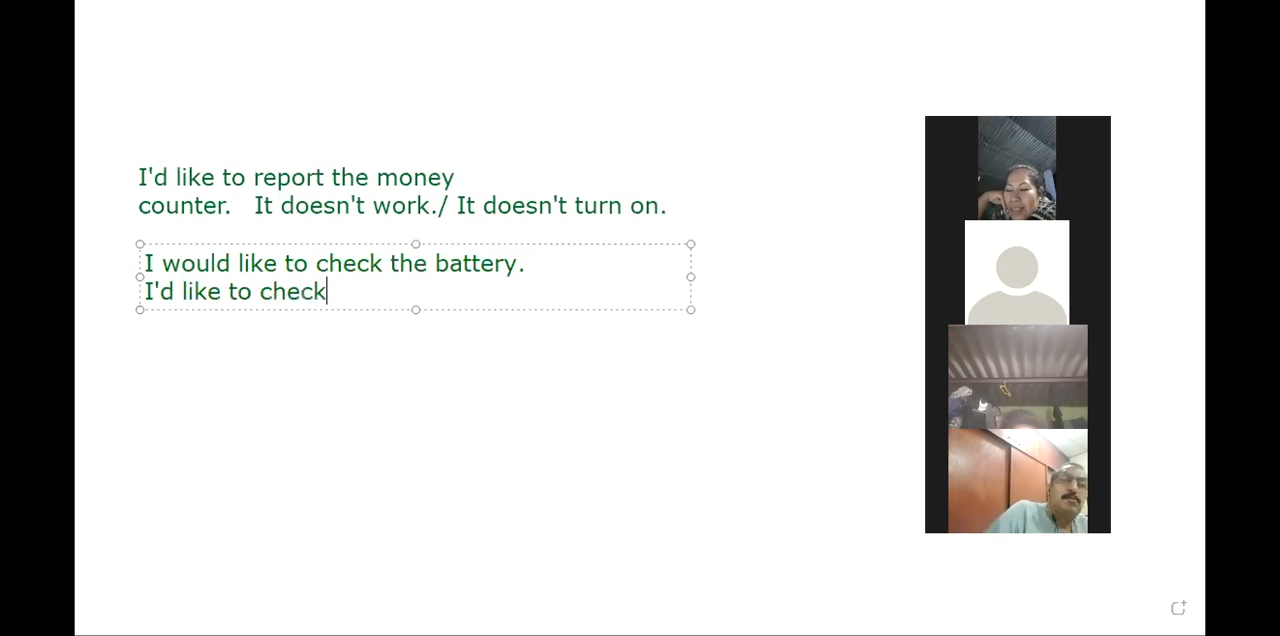 I'd like to report the money
counter. It doesn't work./ It doesn't turn on.
I would like to check the battery.
I'd like to check